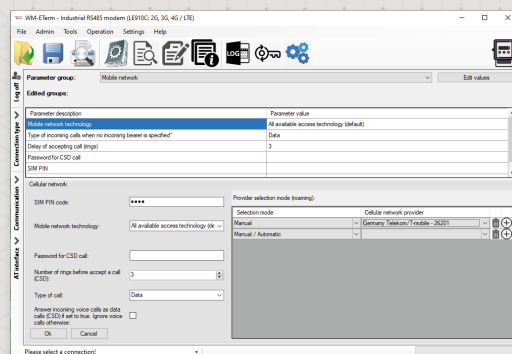 WM-ETerm - Industrial RS485 modem (LE910C: 2G, 3G, 4G / LTE)
File Admin Tools Operation Settings Help
LOG
Log off
Parameter group: Mobile network Edit values
Edited groups:
Connection type
Parameter description Parameter value
Mobile network technology All available access technology (default)
Type of incoming calls when no incoming bearer is specified" Data
Delay of accepting call (rings) 3
Password for CSD call
SIM PIN
Communication
AT interface
Cellular network
SIM PIN code: ••••
Mobile network technology: All available access technology (de
Password for CSD call:
Number of rings before accept a call (CSD): 3
Type of call: Data
Answer incoming voice calls as data
calls (CSD) if set to true. Ignore voice
calls otherwise:
Ok Cancel
Provider selection mode (roaming):
Selection mode Cellular network provider
Manual Germany Telekom/T-mobile - 26201
Manual / Automatic
Please select a connection!